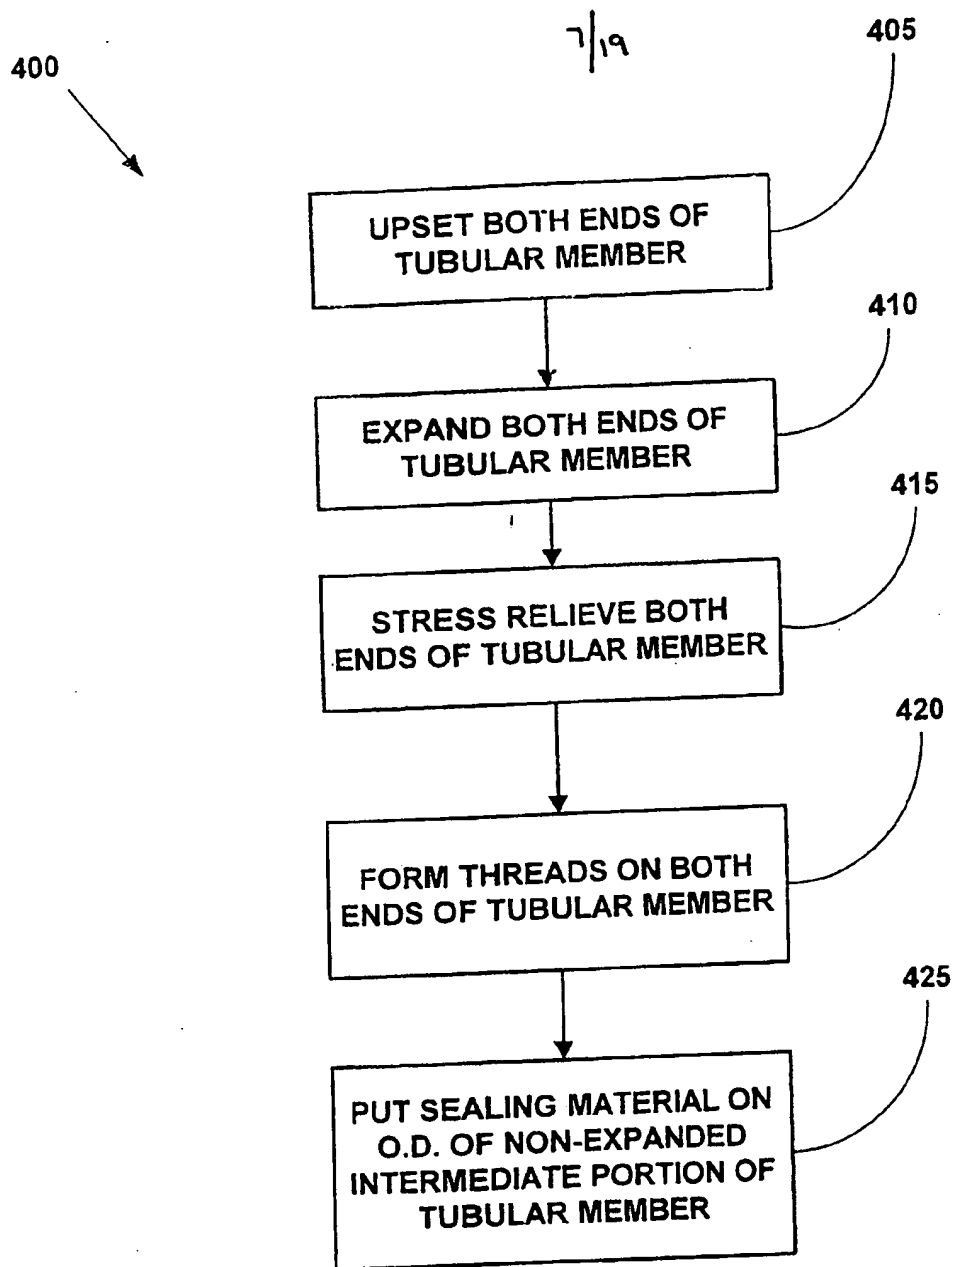 7/19
400
405
UPSET BOTH ENDS OF
TUBULAR MEMBER
410
EXPAND BOTH ENDS OF
TUBULAR MEMBER
415
STRESS RELIEVE BOTH
ENDS OF TUBULAR MEMBER
420
FORM THREADS ON BOTH
ENDS OF TUBULAR MEMBER
425
PUT SEALING MATERIAL ON
O.D. OF NON-EXPANDED
INTERMEDIATE PORTION OF
TUBULAR MEMBER